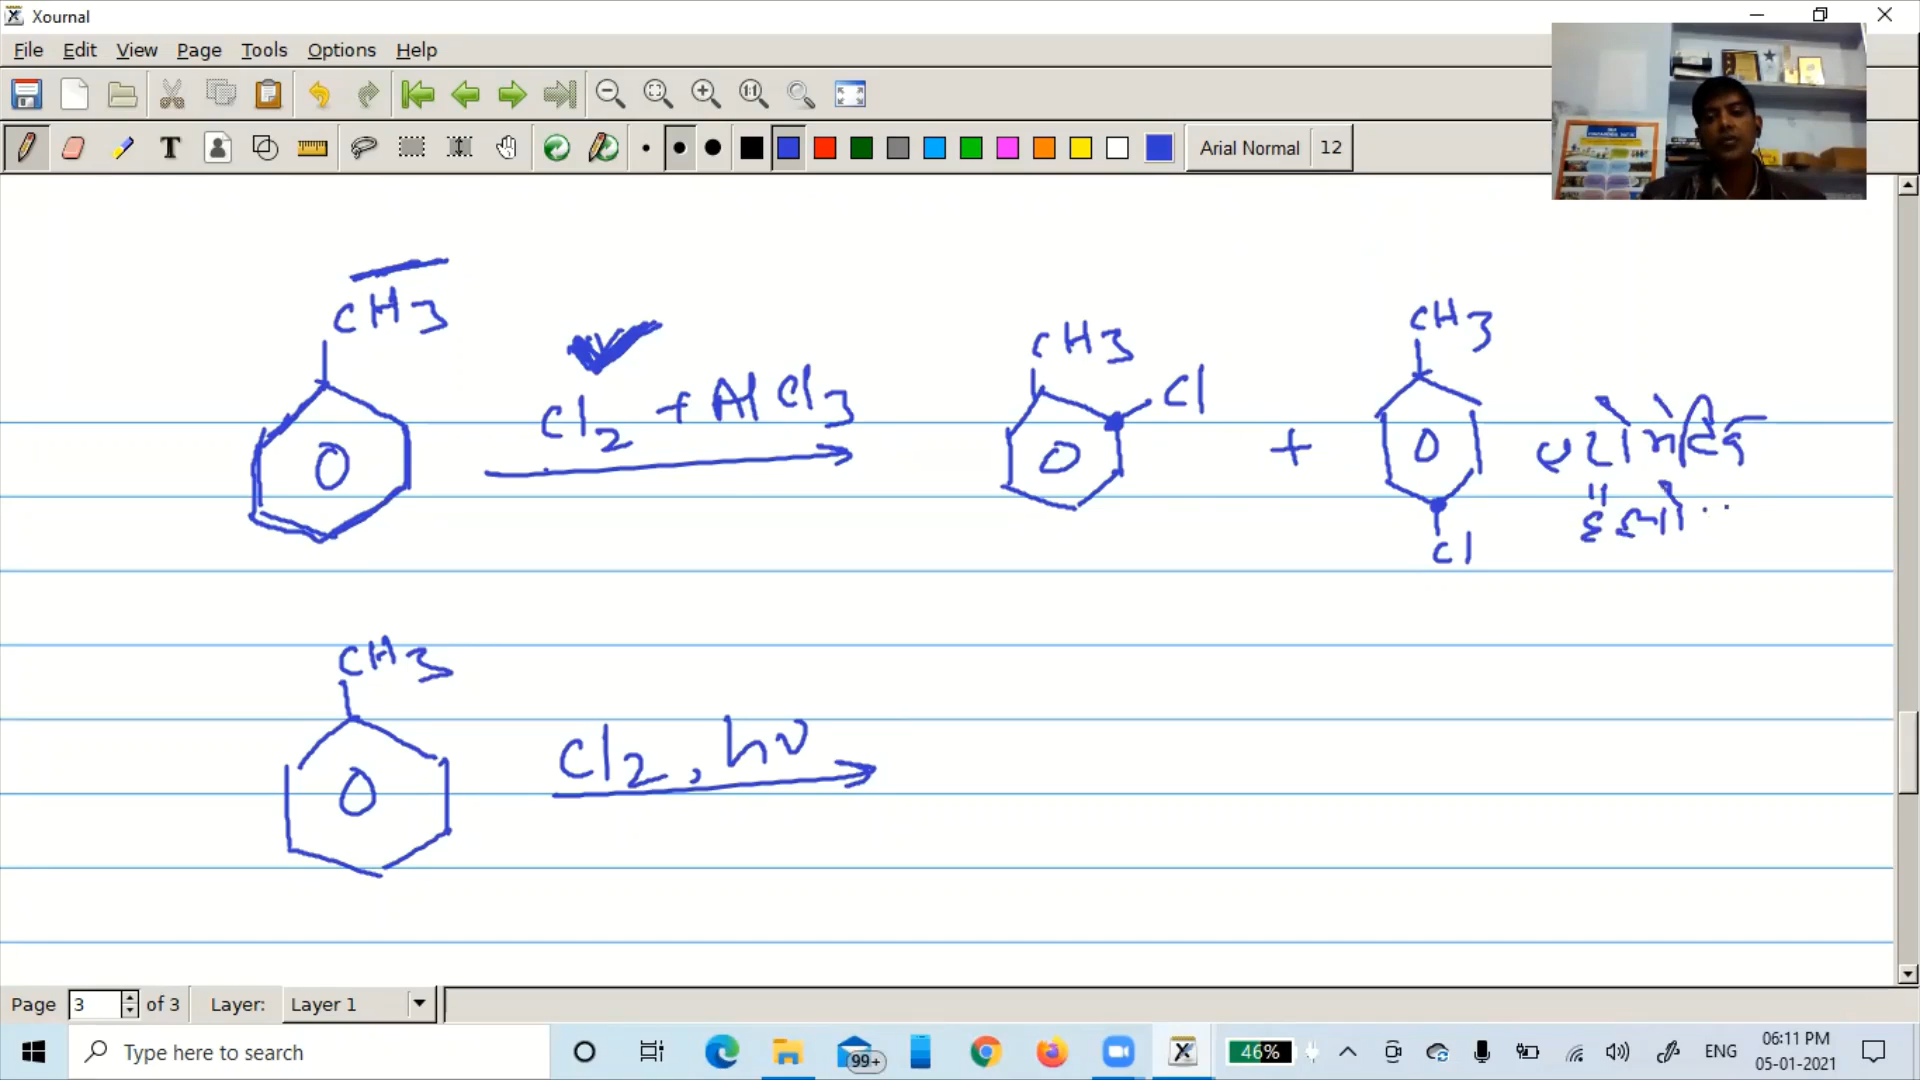 Xournal
File Edit View Page Tools Options Help
Arial Normal 12
CH3
CH3
CH3
Cl2 + AlCl3
Cl
+
Cl
CH3
Cl2, hν
Page 3 of 3 Layer: Layer 1
Type here to search
99+
46%
ENG
06:11 PM
05-01-2021